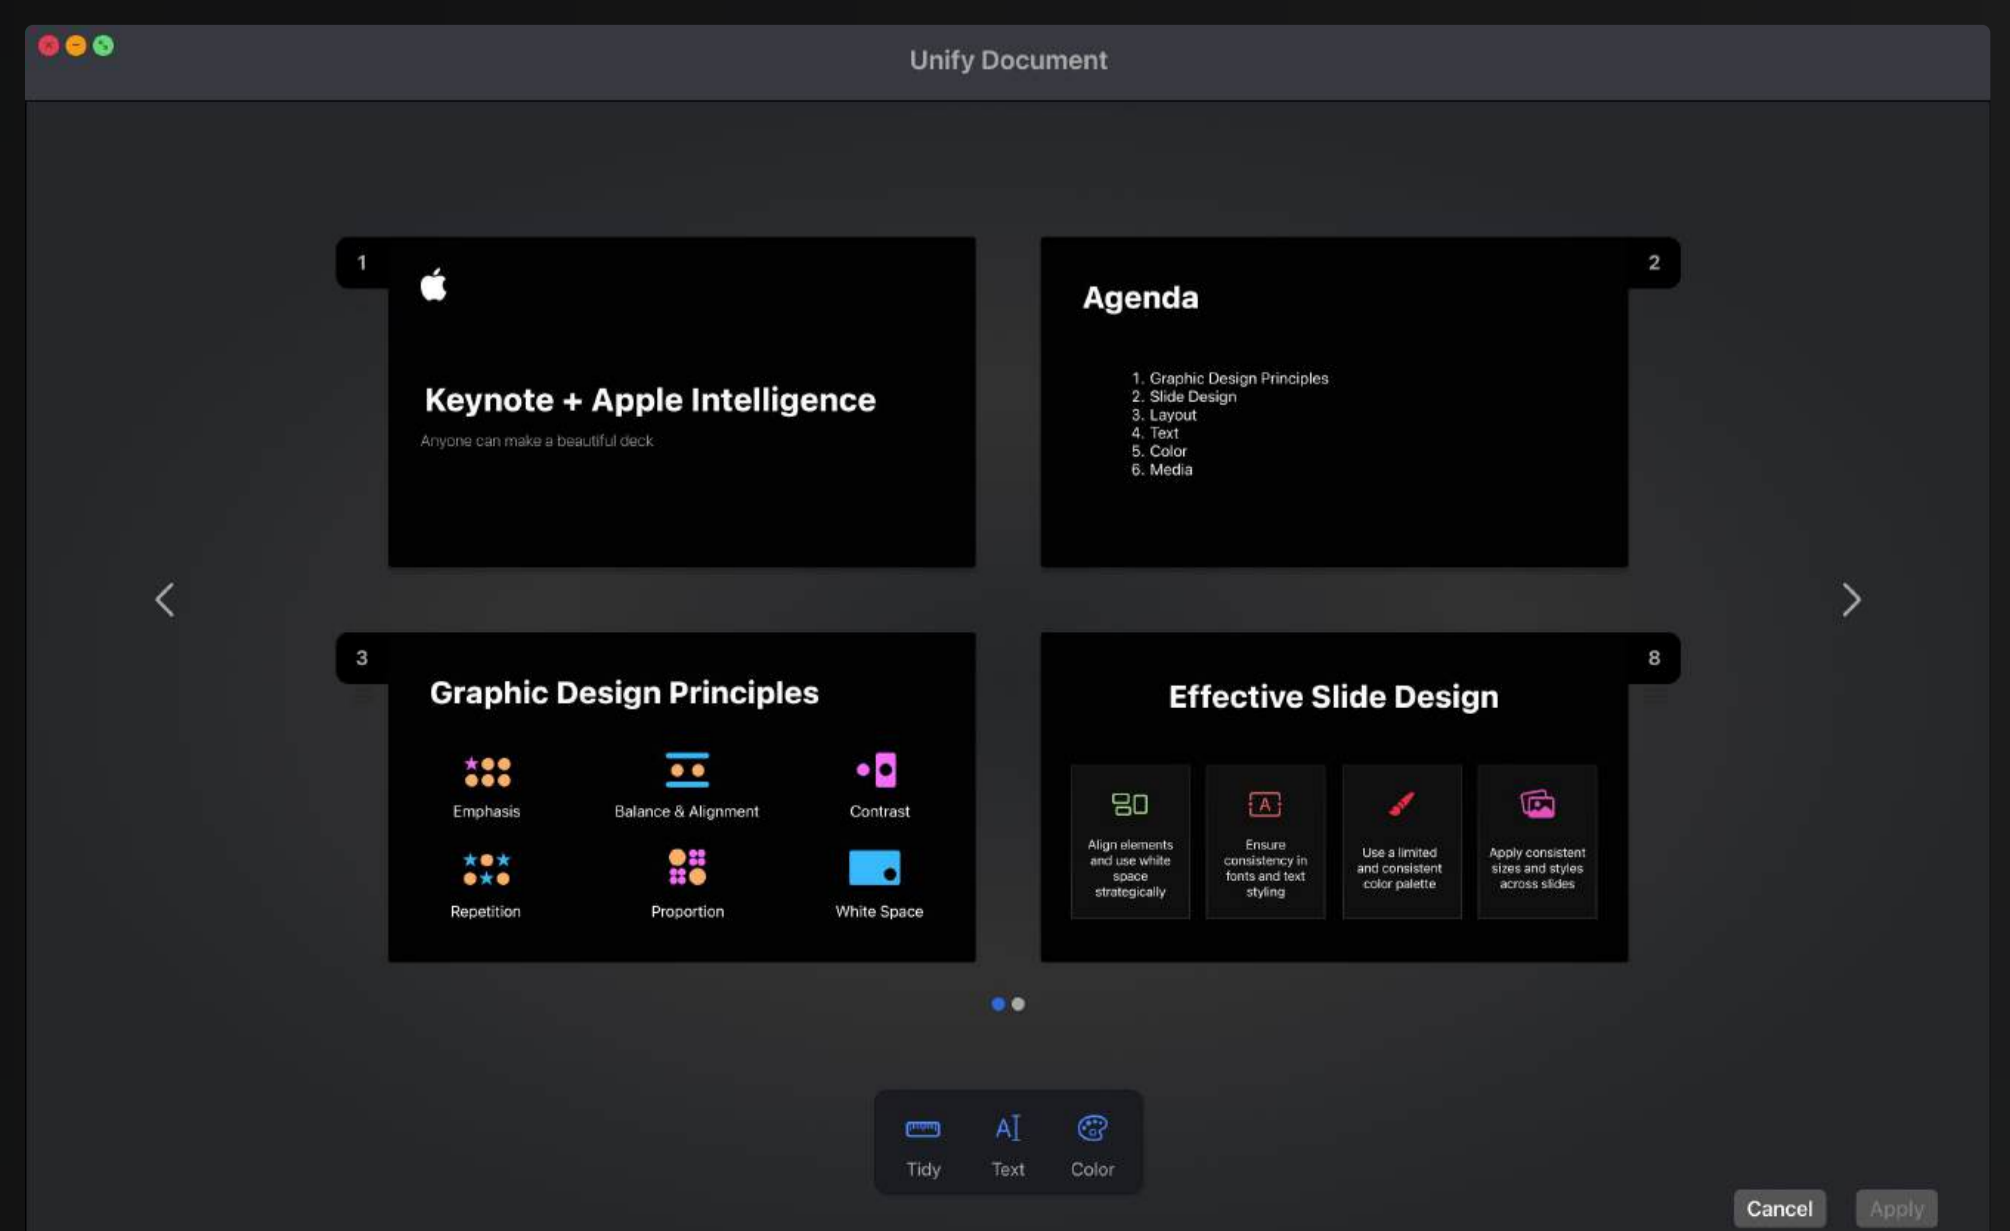 Unify Document
1
Keynote + Apple Intelligence
Anyone can make a beautiful deck
2
Agenda
1. Graphic Design Principles
2. Slide Design
3. Layout
4. Text
5. Color
6. Media
3
Graphic Design Principles
Emphasis
Balance & Alignment
Contrast
Repetition
Proportion
White Space
8
Effective Slide Design
Align elements
and use white
space
strategically
A
Ensure
consistency in
fonts and text
styling
Use a limited
and consistent
color palette
Apply consistent
sizes and styles
across slides
A
Tidy
Text
Color
Cancel
Apply